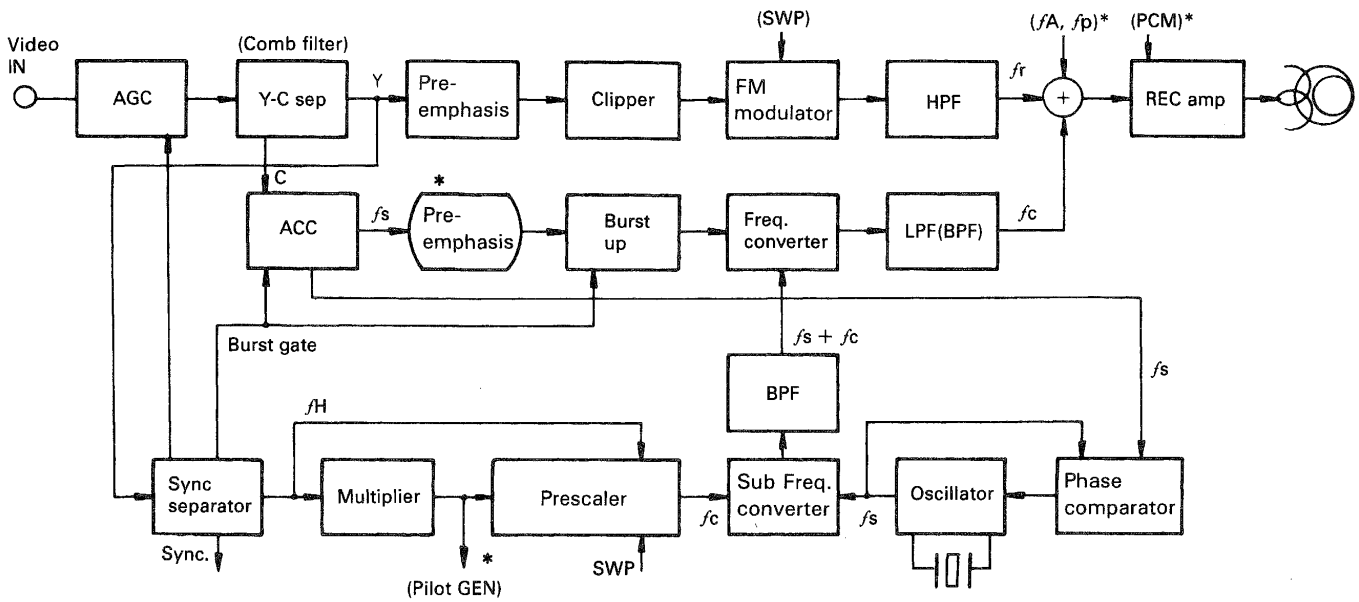 (SWP)
(fA, fp)*
(PCM)*
Video
IN
(Comb filter)
AGC
Y-C sep
Y
Pre-
emphasis
Clipper
FM
modulator
HPF
fr
+
REC amp
C
*
ACC
fs
Pre-
emphasis
Burst
up
Freq.
converter
LPF(BPF)
fc
Burst gate
fs + fc
fs
BPF
fH
Sync
separator
Multiplier
Prescaler
fc
Sub Freq.
converter
fs
Oscillator
Phase
comparator
Sync.
*
(Pilot GEN)
SWP